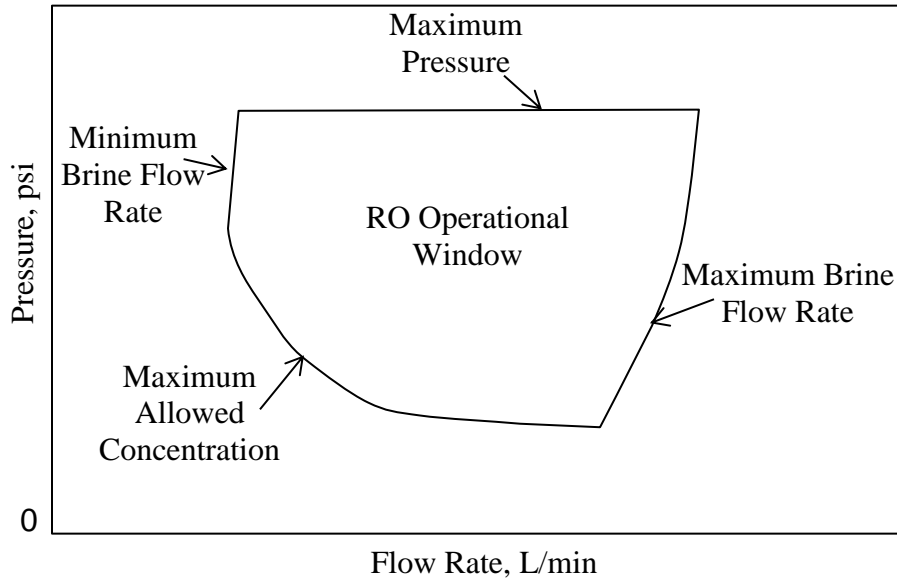 Maximum
Pressure
Minimum
Brine Flow
Rate
Pressure, psi
RO Operational
Window
Maximum Brine
Flow Rate
Maximum
Allowed
Concentration
0
Flow Rate, L/min